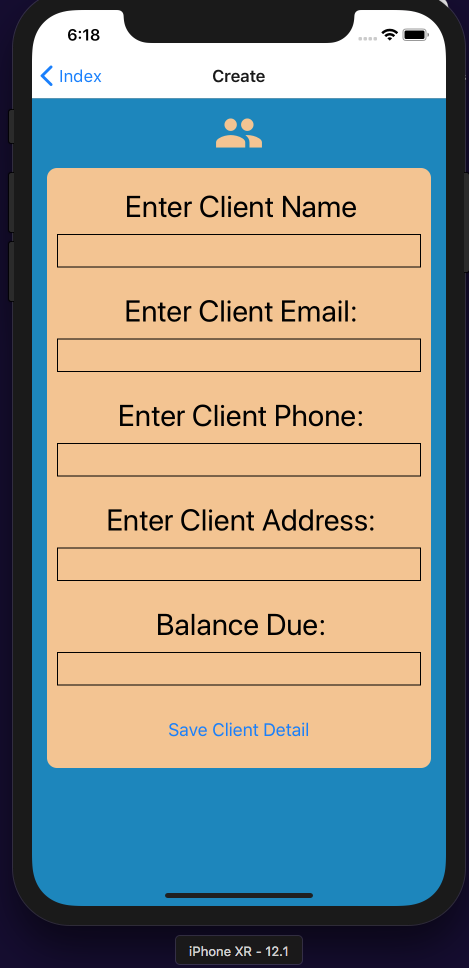 6:18
Index
Create
Enter Client Name
Enter Client Email:
Enter Client Phone:
Enter Client Address:
Balance Due:
Save Client Detail
iPhone XR - 12.1